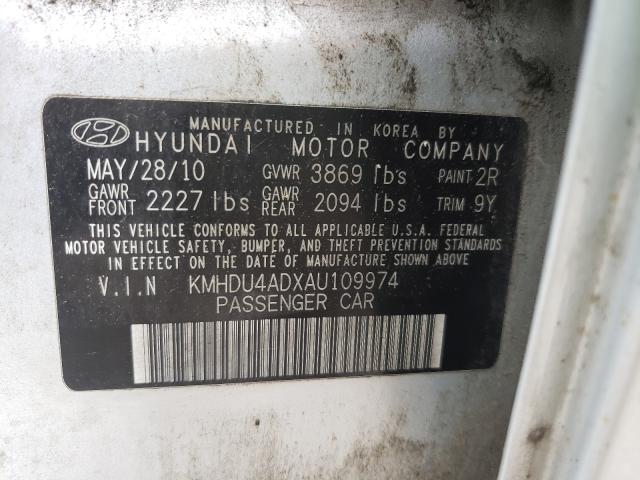 MANUFACTURED IN KOREA BY
HYUNDAI MOTOR COMPANY
MAY/28/10 GVWR 3869 lbs PAINT 2R
GAWR FRONT 2227 lbs GAWR REAR 2094 lbs TRIM 9Y
THIS VEHICLE CONFORMS TO ALL APPLICABLE U.S.A. FEDERAL
MOTOR VEHICLE SAFETY, BUMPER, AND THEFT PREVENTION STANDARDS
IN EFFECT ON THE DATE OF MANUFACTURE SHOWN ABOVE
V.I.N KMHDU4ADXAU109974
PASSENGER CAR